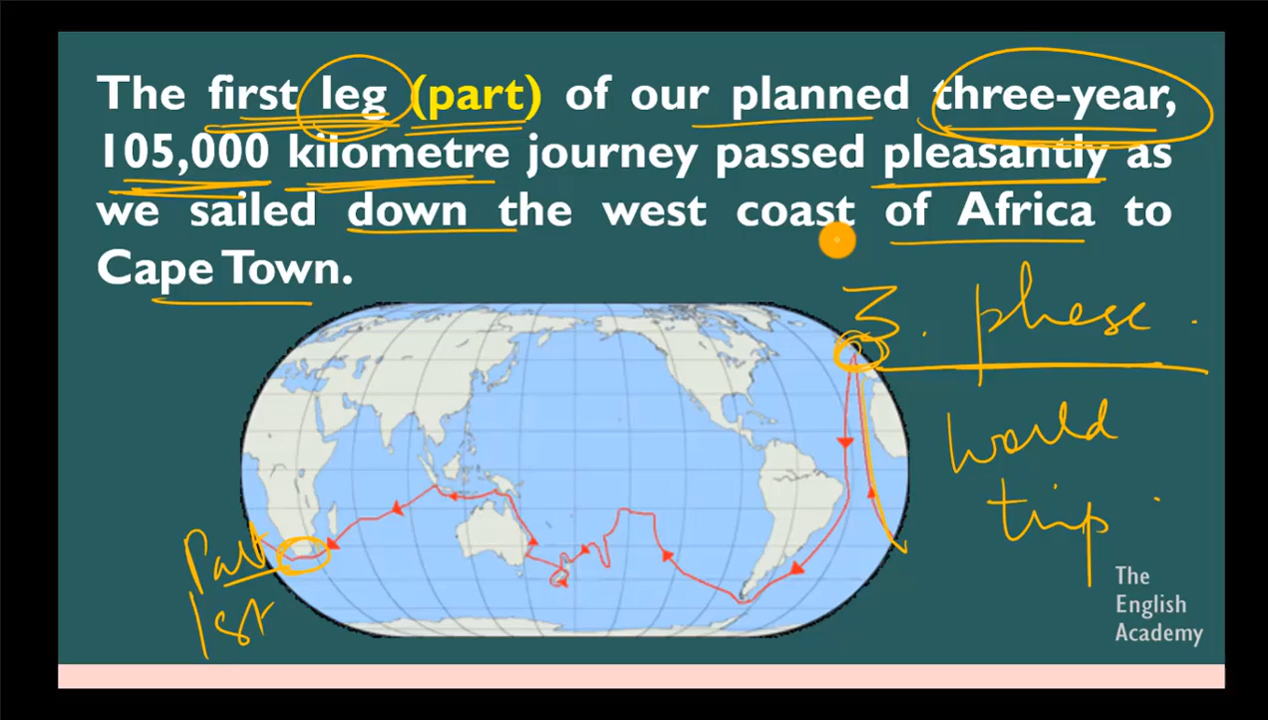 The first leg (part) of our planned three-year,
105,000 kilometre journey passed pleasantly as
we sailed down the west coast of Africa to
Cape Town.
3. phese.
world
trip.
Part
1st
The
English
Academy